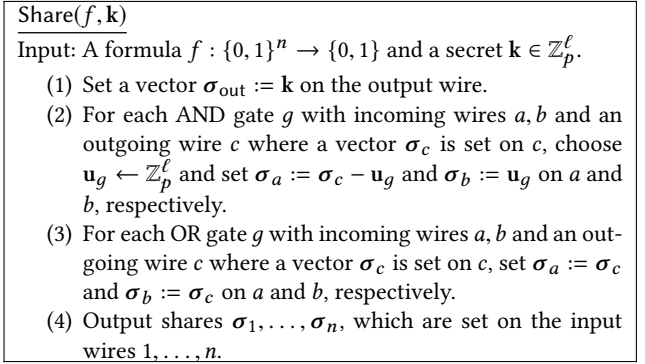 Share(f, k)
Input: A formula f : {0, 1}ⁿ → {0, 1} and a secret k ∈ ℤₚ^ℓ.
(1) Set a vector σ_out := k on the output wire.
(2) For each AND gate g with incoming wires a, b and an
outgoing wire c where a vector σ_c is set on c, choose
u_g ← ℤₚ^ℓ and set σ_a := σ_c − u_g and σ_b := u_g on a and
b, respectively.
(3) For each OR gate g with incoming wires a, b and an out-
going wire c where a vector σ_c is set on c, set σ_a := σ_c
and σ_b := σ_c on a and b, respectively.
(4) Output shares σ₁, . . . , σₙ, which are set on the input
wires 1, . . . , n.